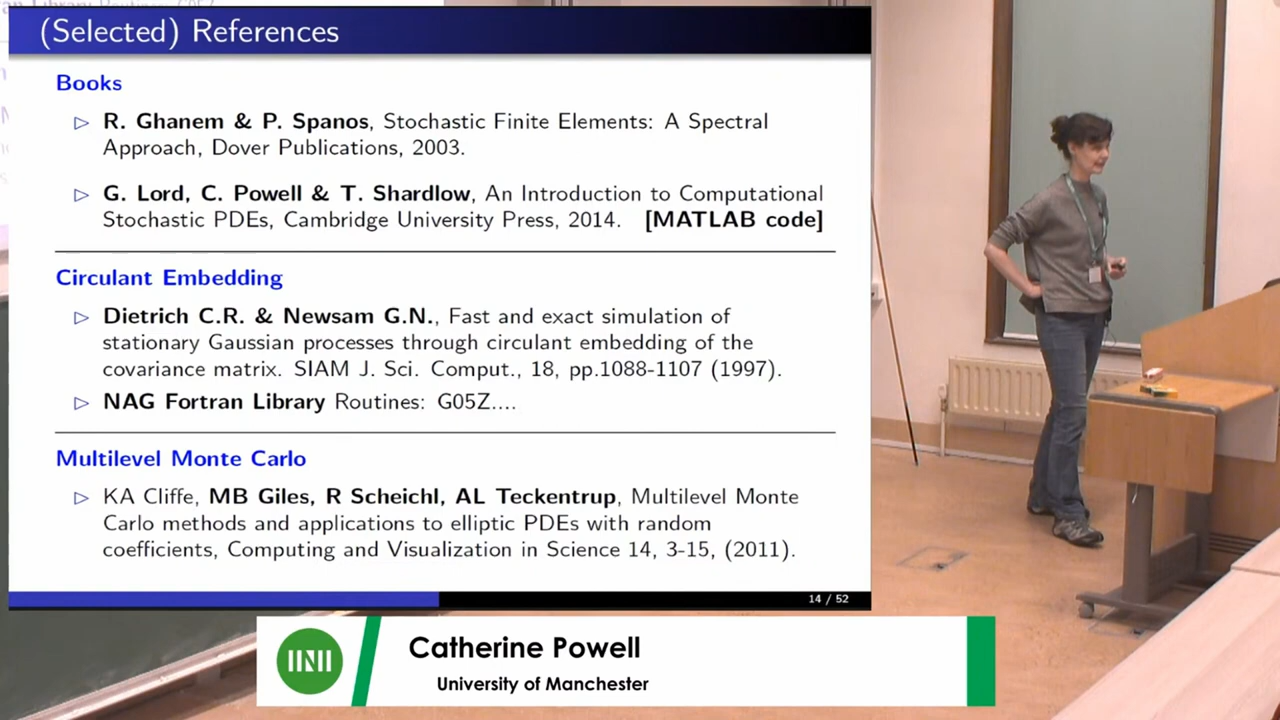 (Selected) References
Books
▷ R. Ghanem & P. Spanos, Stochastic Finite Elements: A Spectral
Approach, Dover Publications, 2003.
▷ G. Lord, C. Powell & T. Shardlow, An Introduction to Computational
Stochastic PDEs, Cambridge University Press, 2014. [MATLAB code]
Circulant Embedding
▷ Dietrich C.R. & Newsam G.N., Fast and exact simulation of
stationary Gaussian processes through circulant embedding of the
covariance matrix. SIAM J. Sci. Comput., 18, pp.1088-1107 (1997).
▷ NAG Fortran Library Routines: G05Z....
Multilevel Monte Carlo
▷ KA Cliffe, MB Giles, R Scheichl, AL Teckentrup, Multilevel Monte
Carlo methods and applications to elliptic PDEs with random
coefficients, Computing and Visualization in Science 14, 3-15, (2011).
14 / 52
Catherine Powell
University of Manchester